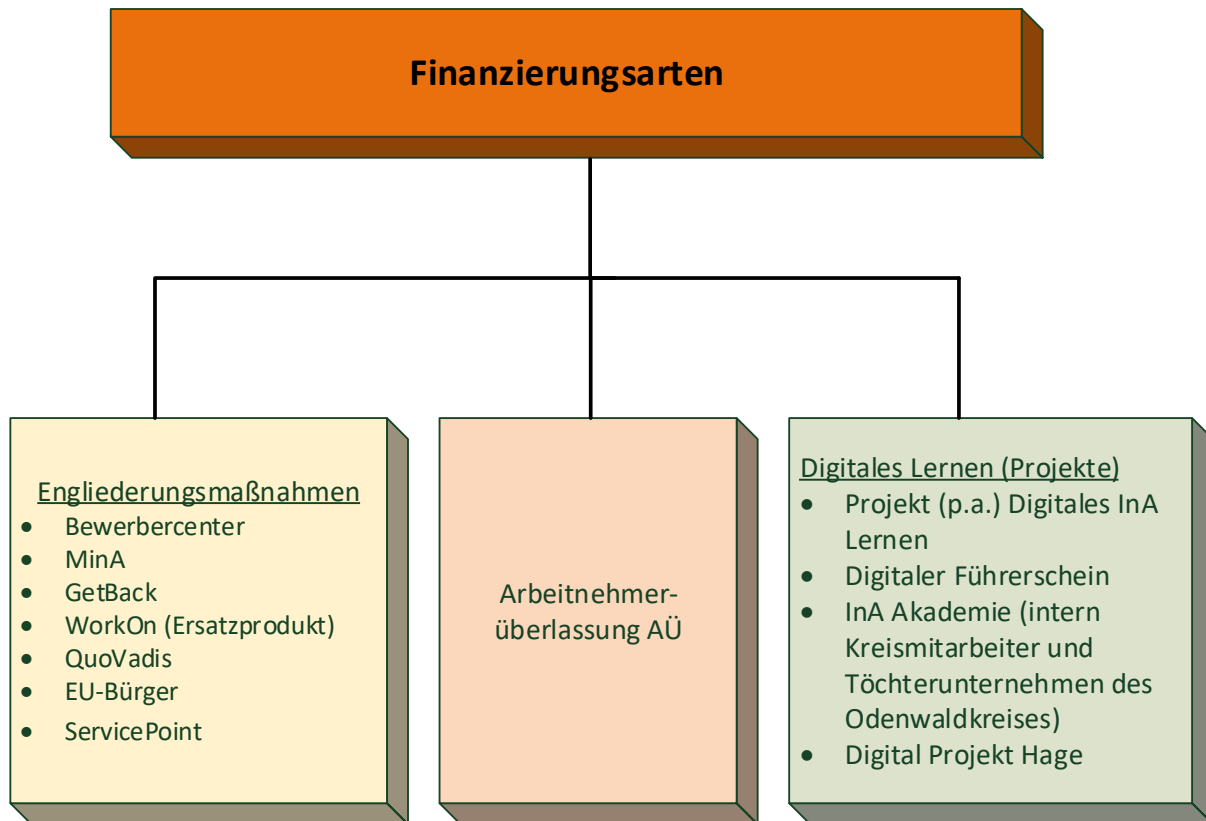 Finanzierungsarten
Engliederungsmaßnahmen
• Bewerbercenter
• MinA
• GetBack
• WorkOn (Ersatzprodukt)
• QuoVadis
• EU-Bürger
• ServicePoint
Arbeitnehmer-
überlassung AÜ
Digitales Lernen (Projekte)
• Projekt (p.a.) Digitales InA
Lernen
• Digitaler Führerschein
• InA Akademie (intern
Kreismitarbeiter und
Töchterunternehmen des
Odenwaldkreises)
• Digital Projekt Hage